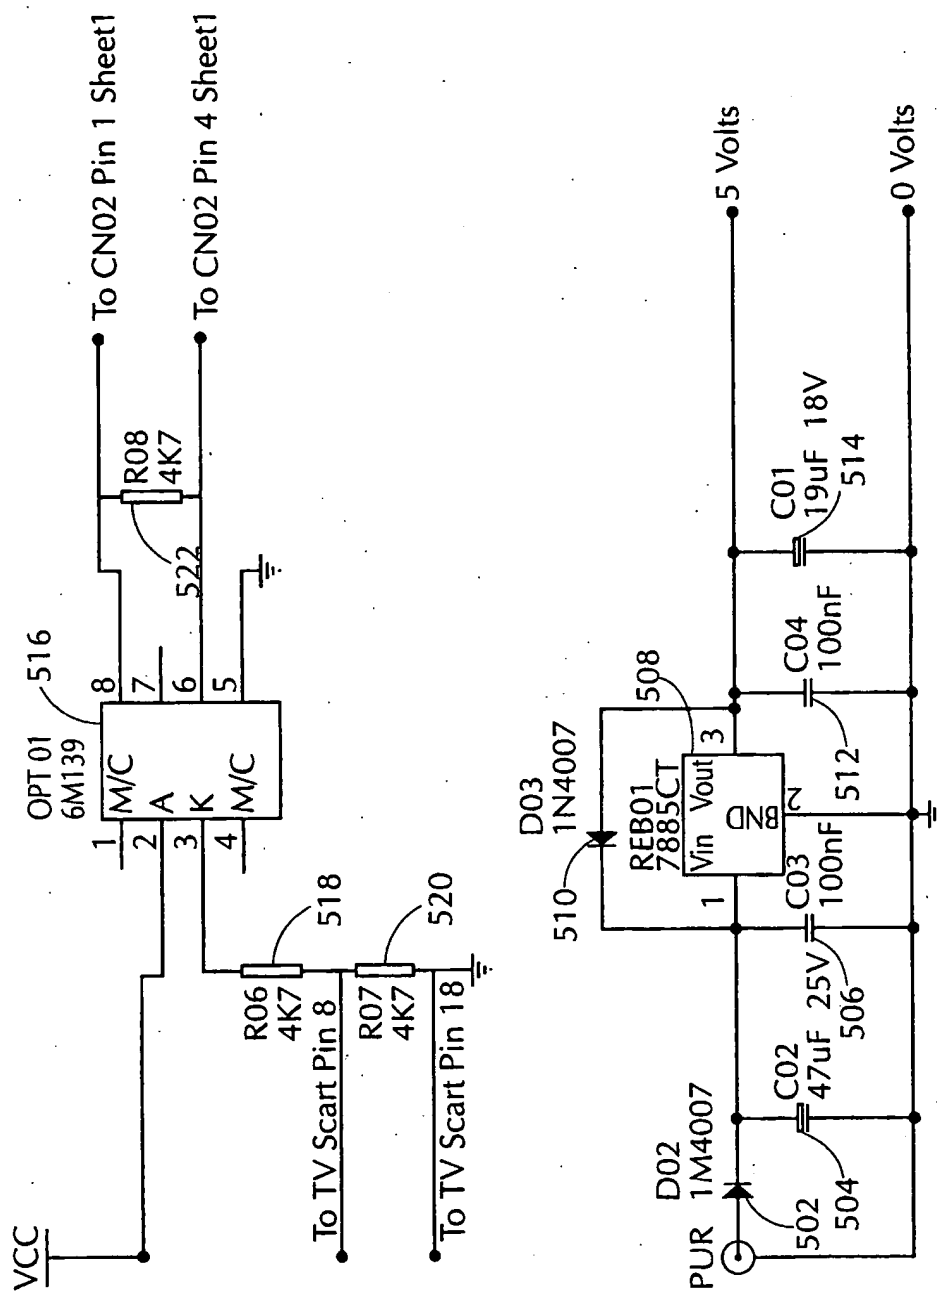 VCC
OPT 01
6M139
516
1
M/C
8
2
A
7
3
K
6
4
M/C
5
To CN02 Pin 1 Sheet1
To CN02 Pin 4 Sheet1
R08
4K7
522
R06
4K7
518
To TV Scart Pin 8
R07
4K7
520
To TV Scart Pin 18
PUR
D02
1M4007
502
C02
47uF 25V
504
C03
100nF
506
D03
1N4007
510
REB01
7885CT
508
Vin Vout
BND
1
3
2
C04
100nF
512
C01
19uF 18V
514
5 Volts
0 Volts